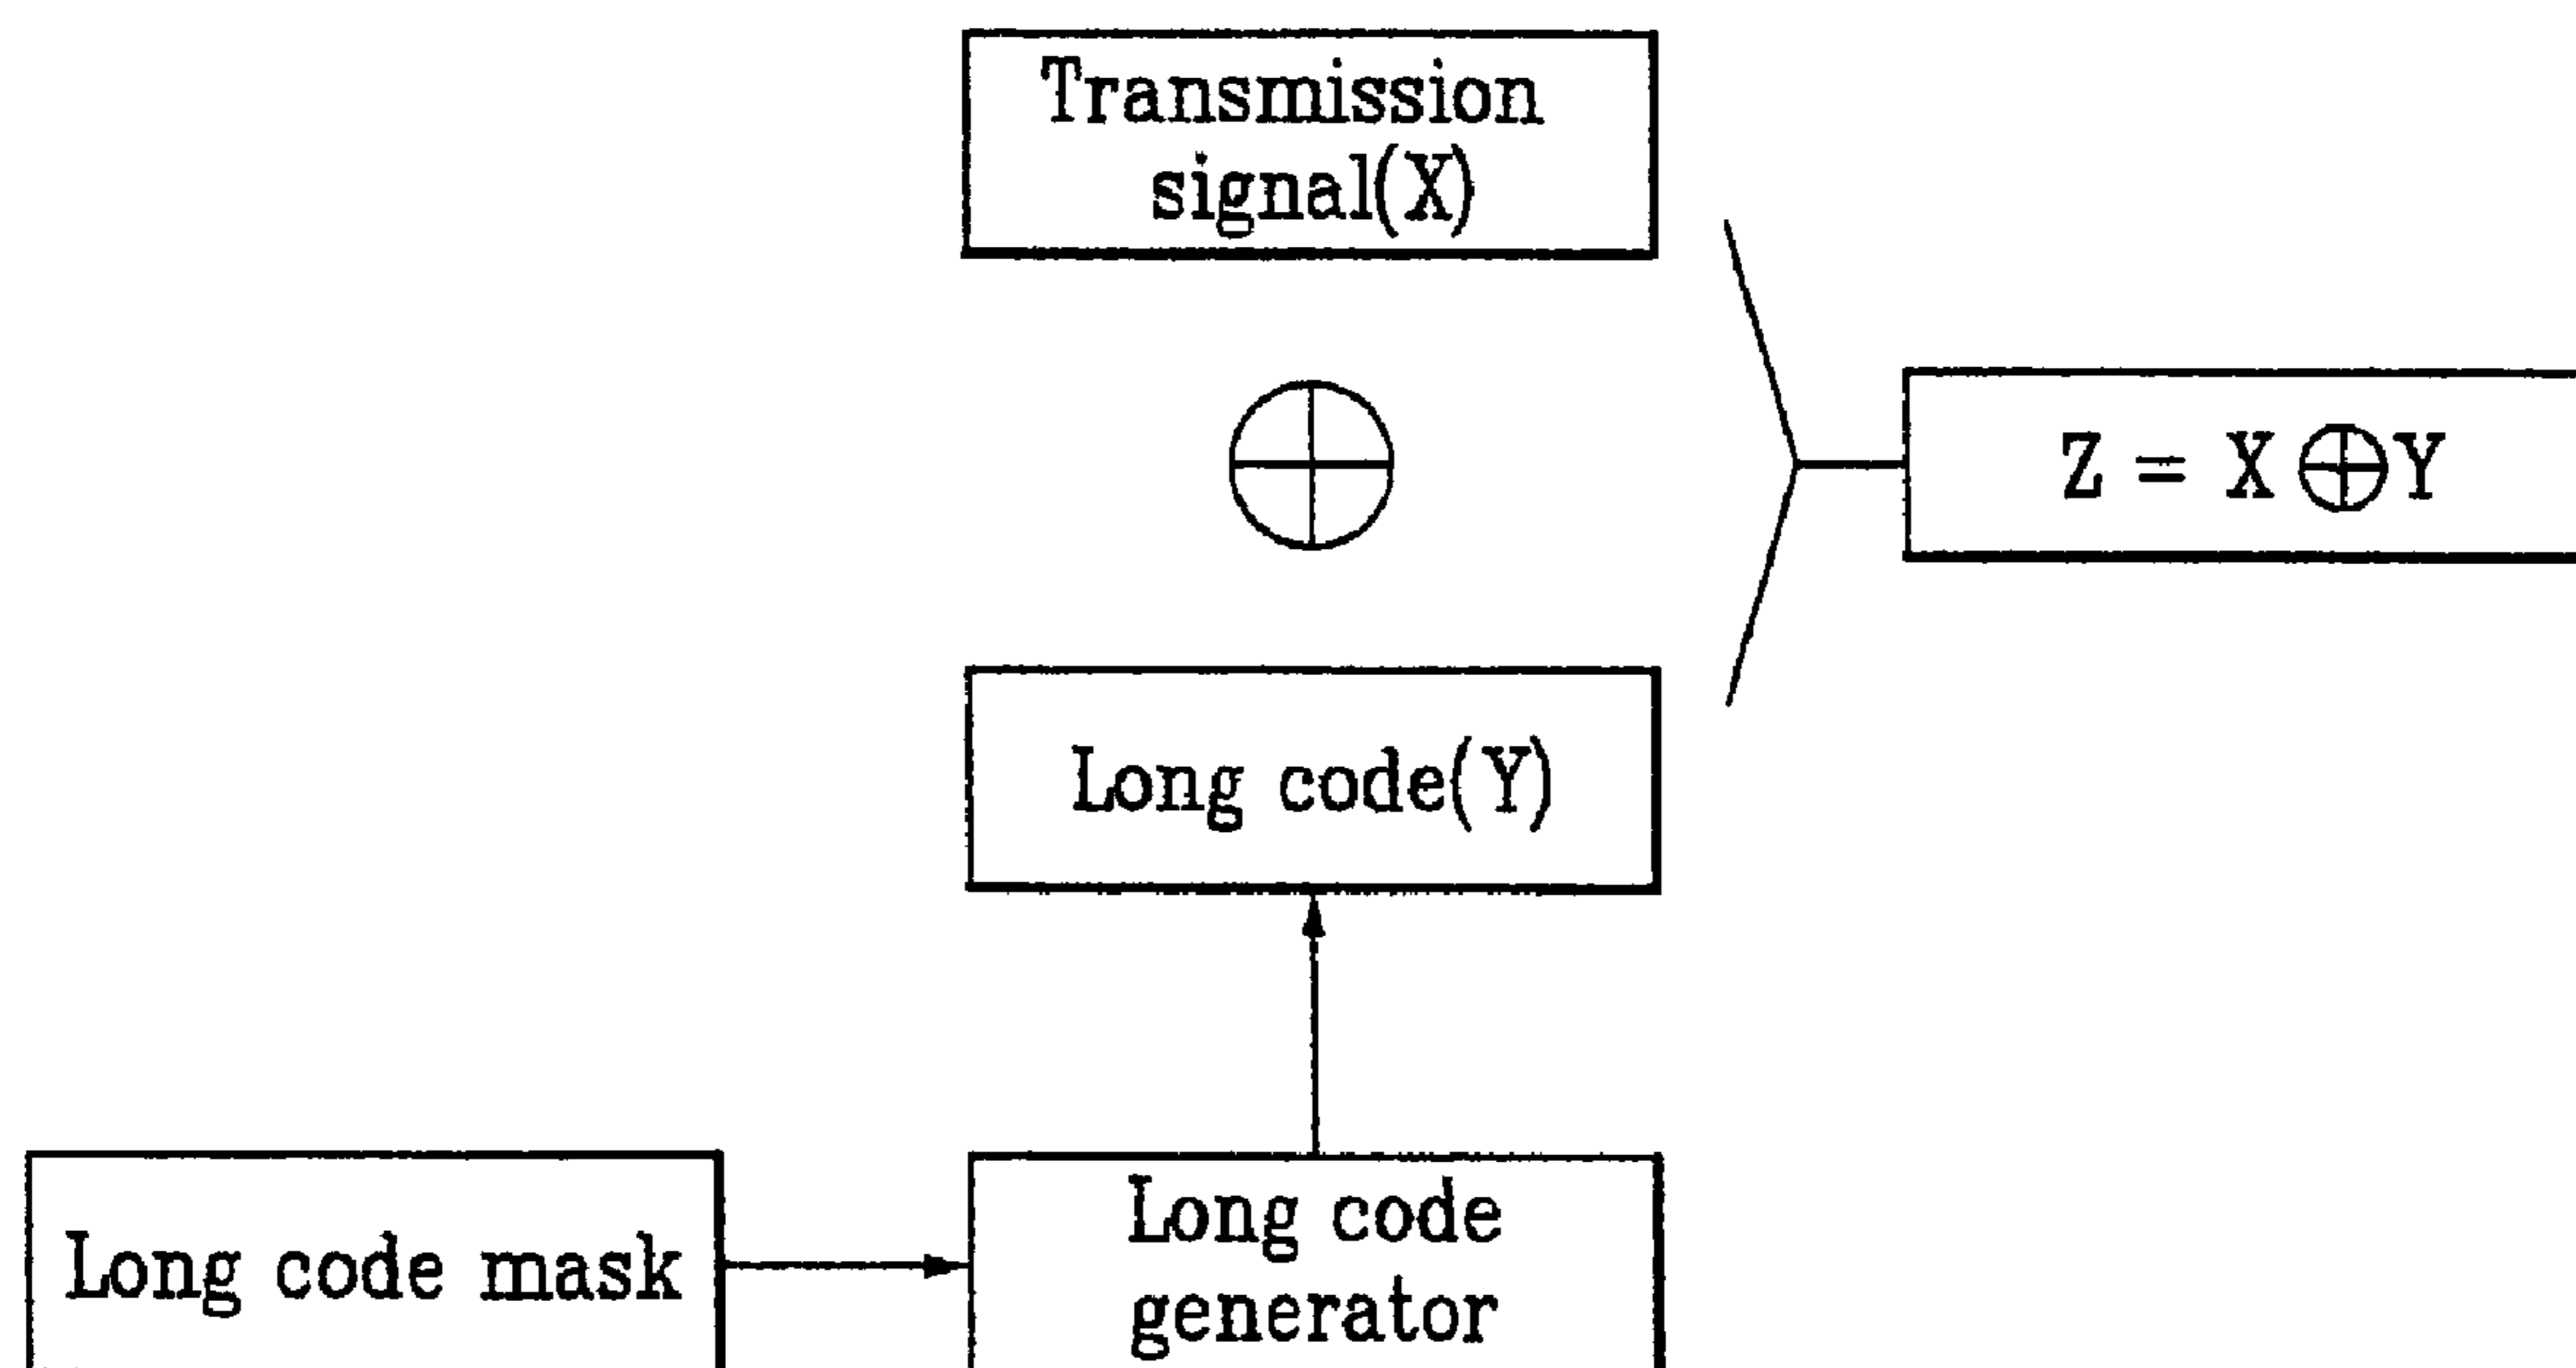 Transmission
signal(X)
⊕
Z = X ⊕ Y
Long code(Y)
Long code mask
Long code
generator